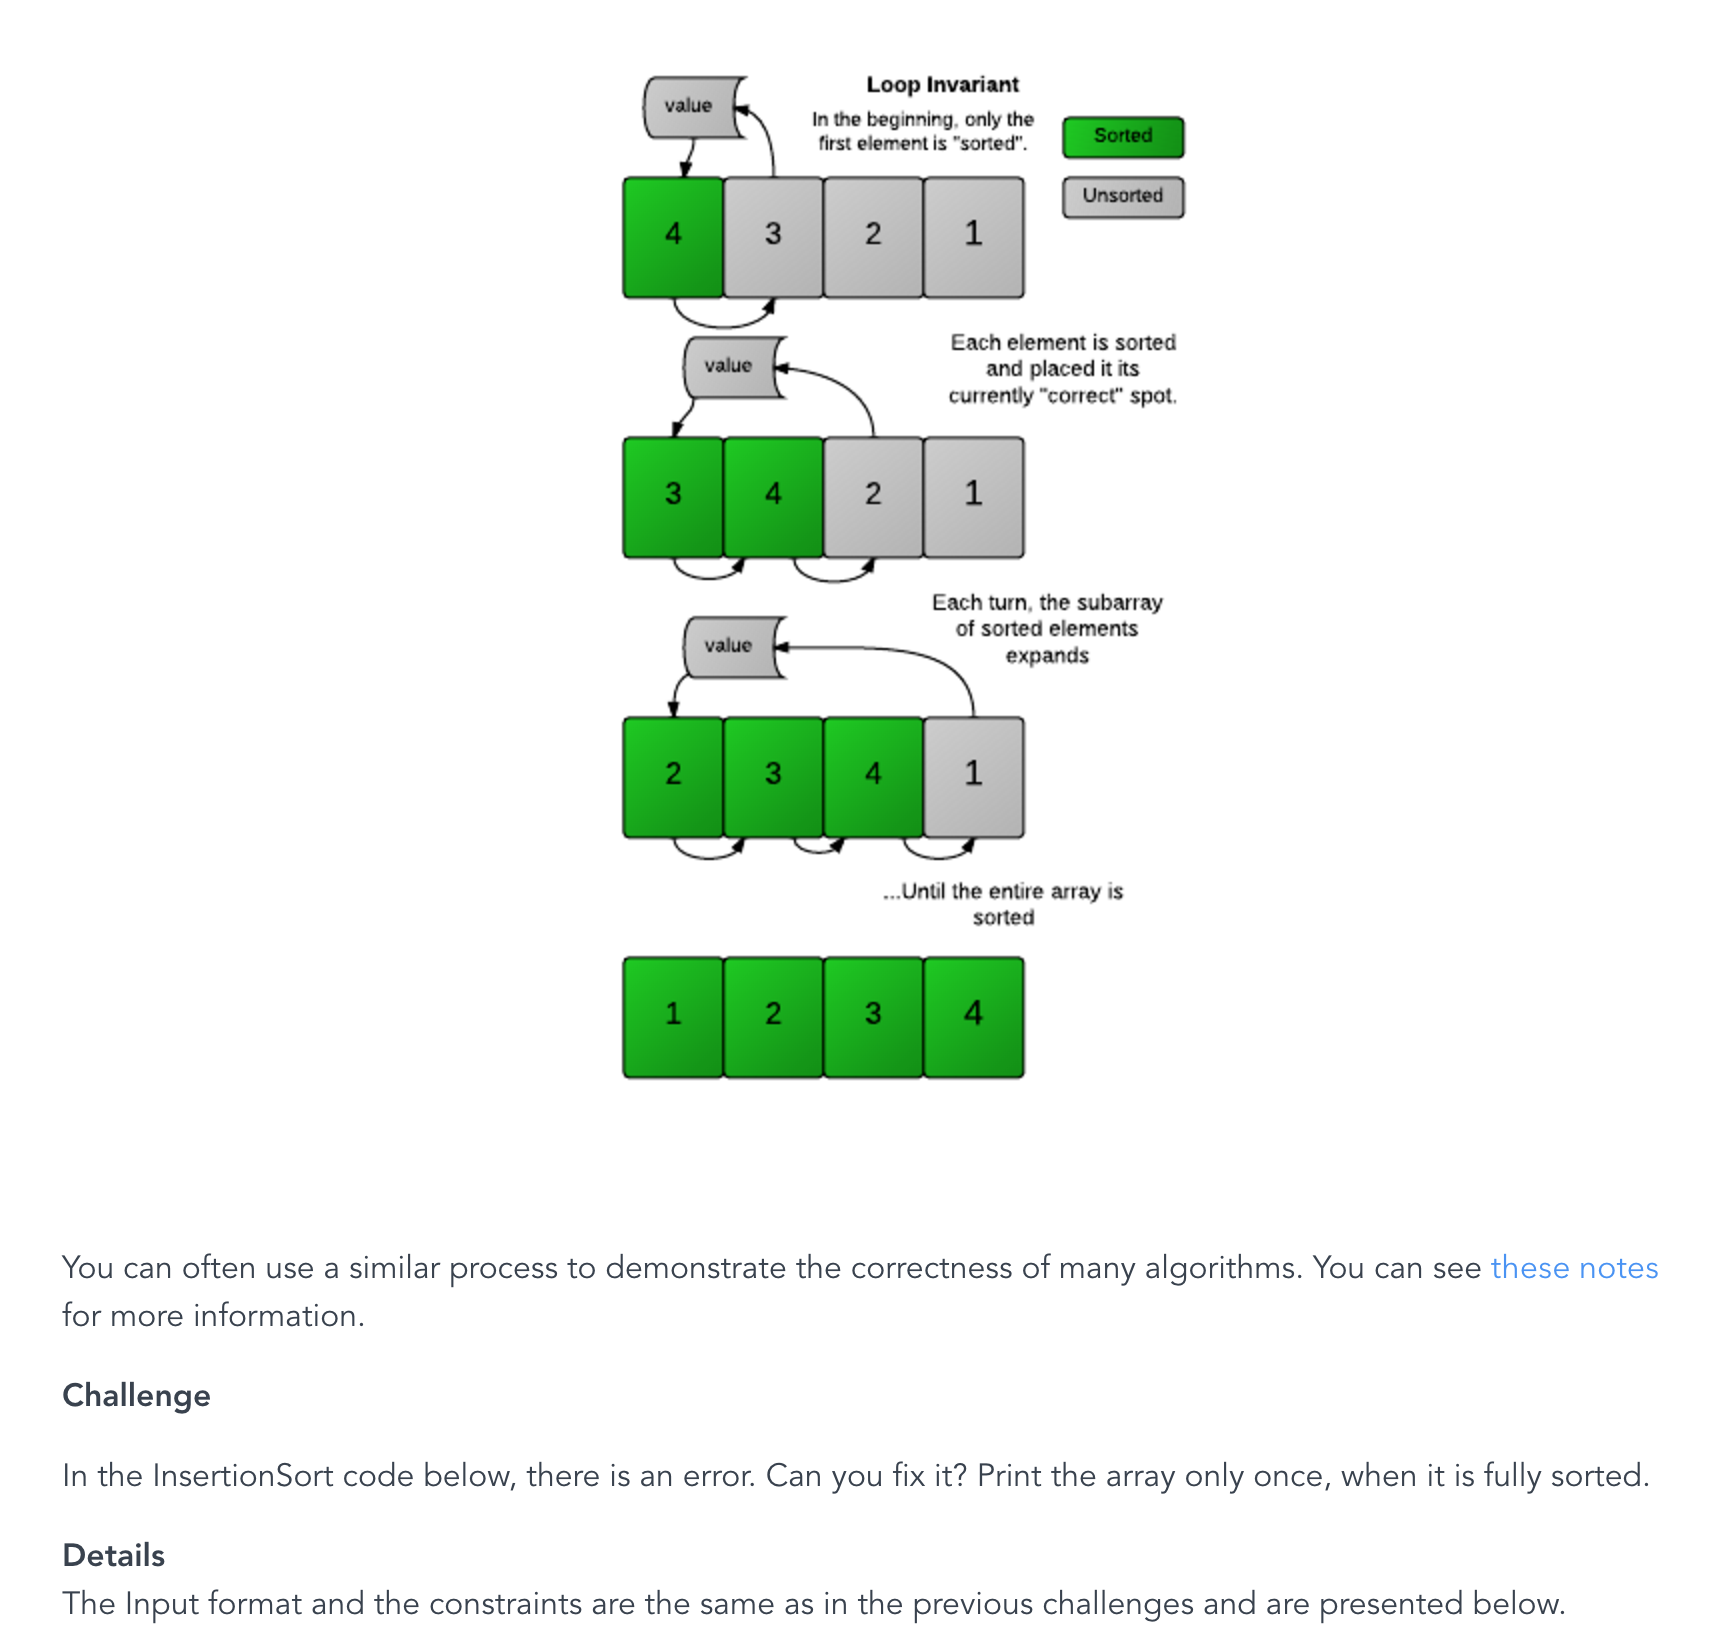 Loop Invariant
value
In the beginning, only the
first element is "sorted".
Sorted
Unsorted
4 3 2 1
Each element is sorted
and placed it its
currently "correct" spot.
value
3 4 2 1
Each turn, the subarray
of sorted elements
expands
value
2 3 4 1
...Until the entire array is
sorted
1 2 3 4
You can often use a similar process to demonstrate the correctness of many algorithms. You can see these notes
for more information.
Challenge
In the InsertionSort code below, there is an error. Can you fix it? Print the array only once, when it is fully sorted.
Details
The Input format and the constraints are the same as in the previous challenges and are presented below.